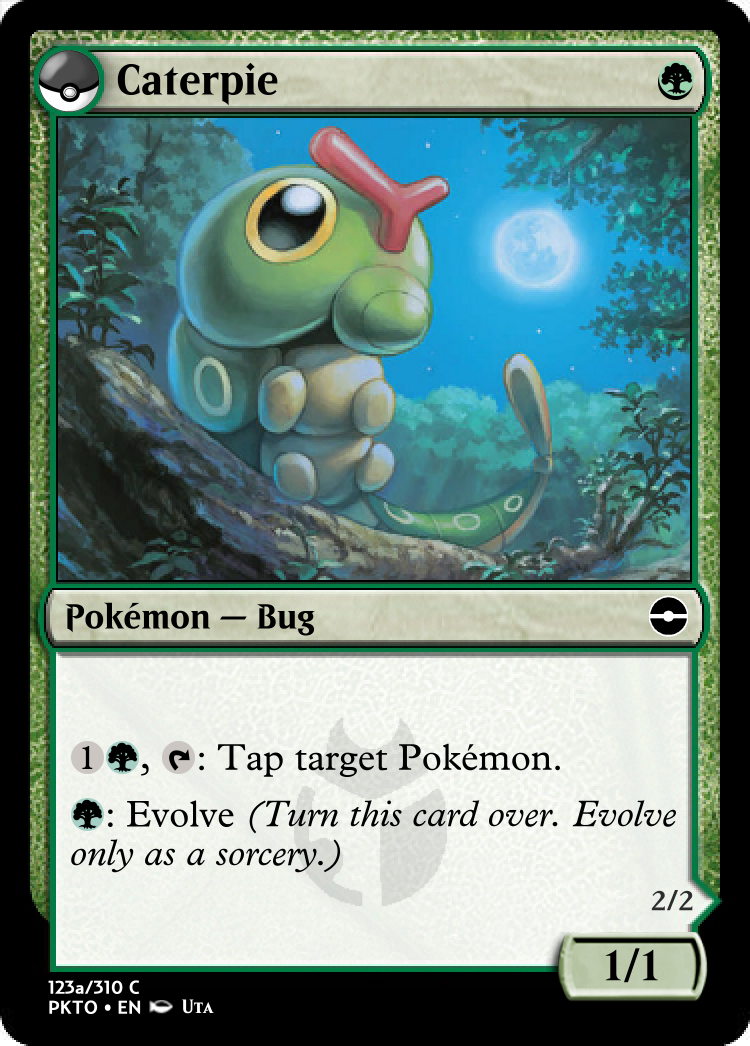 Caterpie
Pokémon — Bug
1, : Tap target Pokémon.
: Evolve (Turn this card over. Evolve
only as a sorcery.)
2/2
1/1
123a/310 C
PKTO • EN Uta